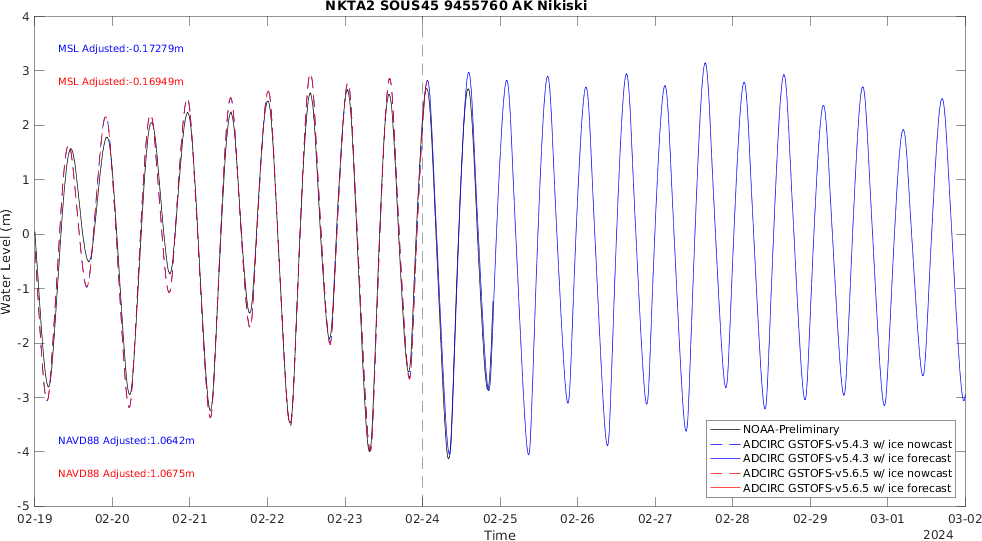 NKTA2 SOUS45 9455760 AK Nikiski
4
3
2
1
0
-1
-2
-3
-4
-5
Water Level (m)
MSL Adjusted:-0.17279m
MSL Adjusted:-0.16949m
NAVD88 Adjusted:1.0642m
NAVD88 Adjusted:1.0675m
NOAA-Preliminary
ADCIRC GSTOFS-v5.4.3 w/ ice nowcast
ADCIRC GSTOFS-v5.4.3 w/ ice forecast
ADCIRC GSTOFS-v5.6.5 w/ ice nowcast
ADCIRC GSTOFS-v5.6.5 w/ ice forecast
02-19 02-20 02-21 02-22 02-23 02-24 02-25 02-26 02-27 02-28 02-29 03-01 03-02
Time
2024